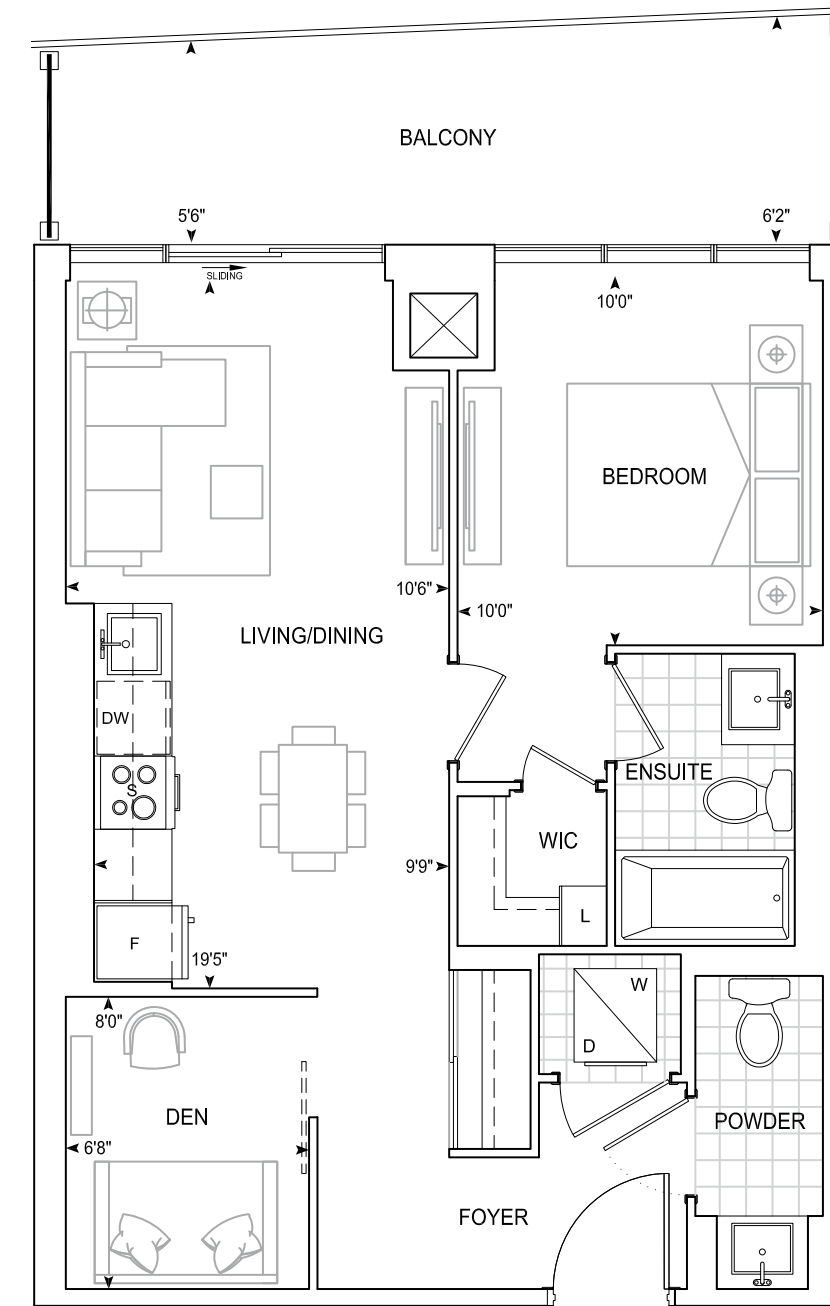 BALCONY
5'6"
6'2"
SLIDING
10'0"
BEDROOM
10'6"
10'0"
LIVING/DINING
DW
S
ENSUITE
WIC
9'9"
L
F
19'5"
W
8'0"
D
DEN
POWDER
6'8"
FOYER